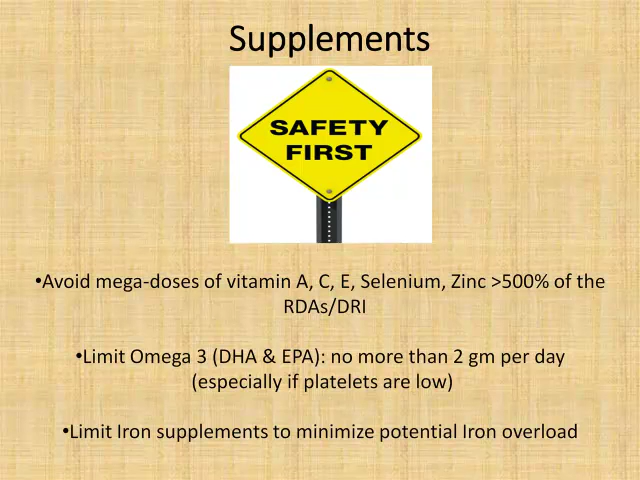 Supplements
SAFETY
FIRST
•Avoid mega-doses of vitamin A, C, E, Selenium, Zinc >500% of the
RDAs/DRI
•Limit Omega 3 (DHA & EPA): no more than 2 gm per day
(especially if platelets are low)
•Limit Iron supplements to minimize potential Iron overload